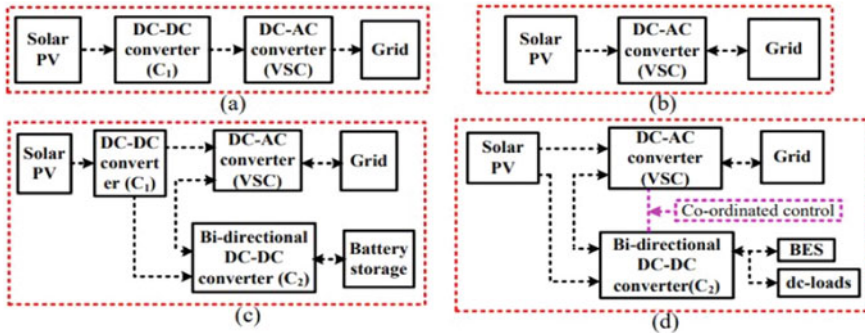 Solar
PV
DC-DC
converter
(C₁)
DC-AC
converter
(VSC)
Grid
(a)
Solar
PV
DC-AC
converter
(VSC)
Grid
(b)
Solar
PV
DC-DC
convert
er (C₁)
DC-AC
converter
(VSC)
Grid
Bi-directional
DC-DC
converter (C₂)
Battery
storage
(c)
Solar
PV
DC-AC
converter
(VSC)
Grid
Co-ordinated control
Bi-directional
DC-DC
converter(C₂)
BES
dc-loads
(d)